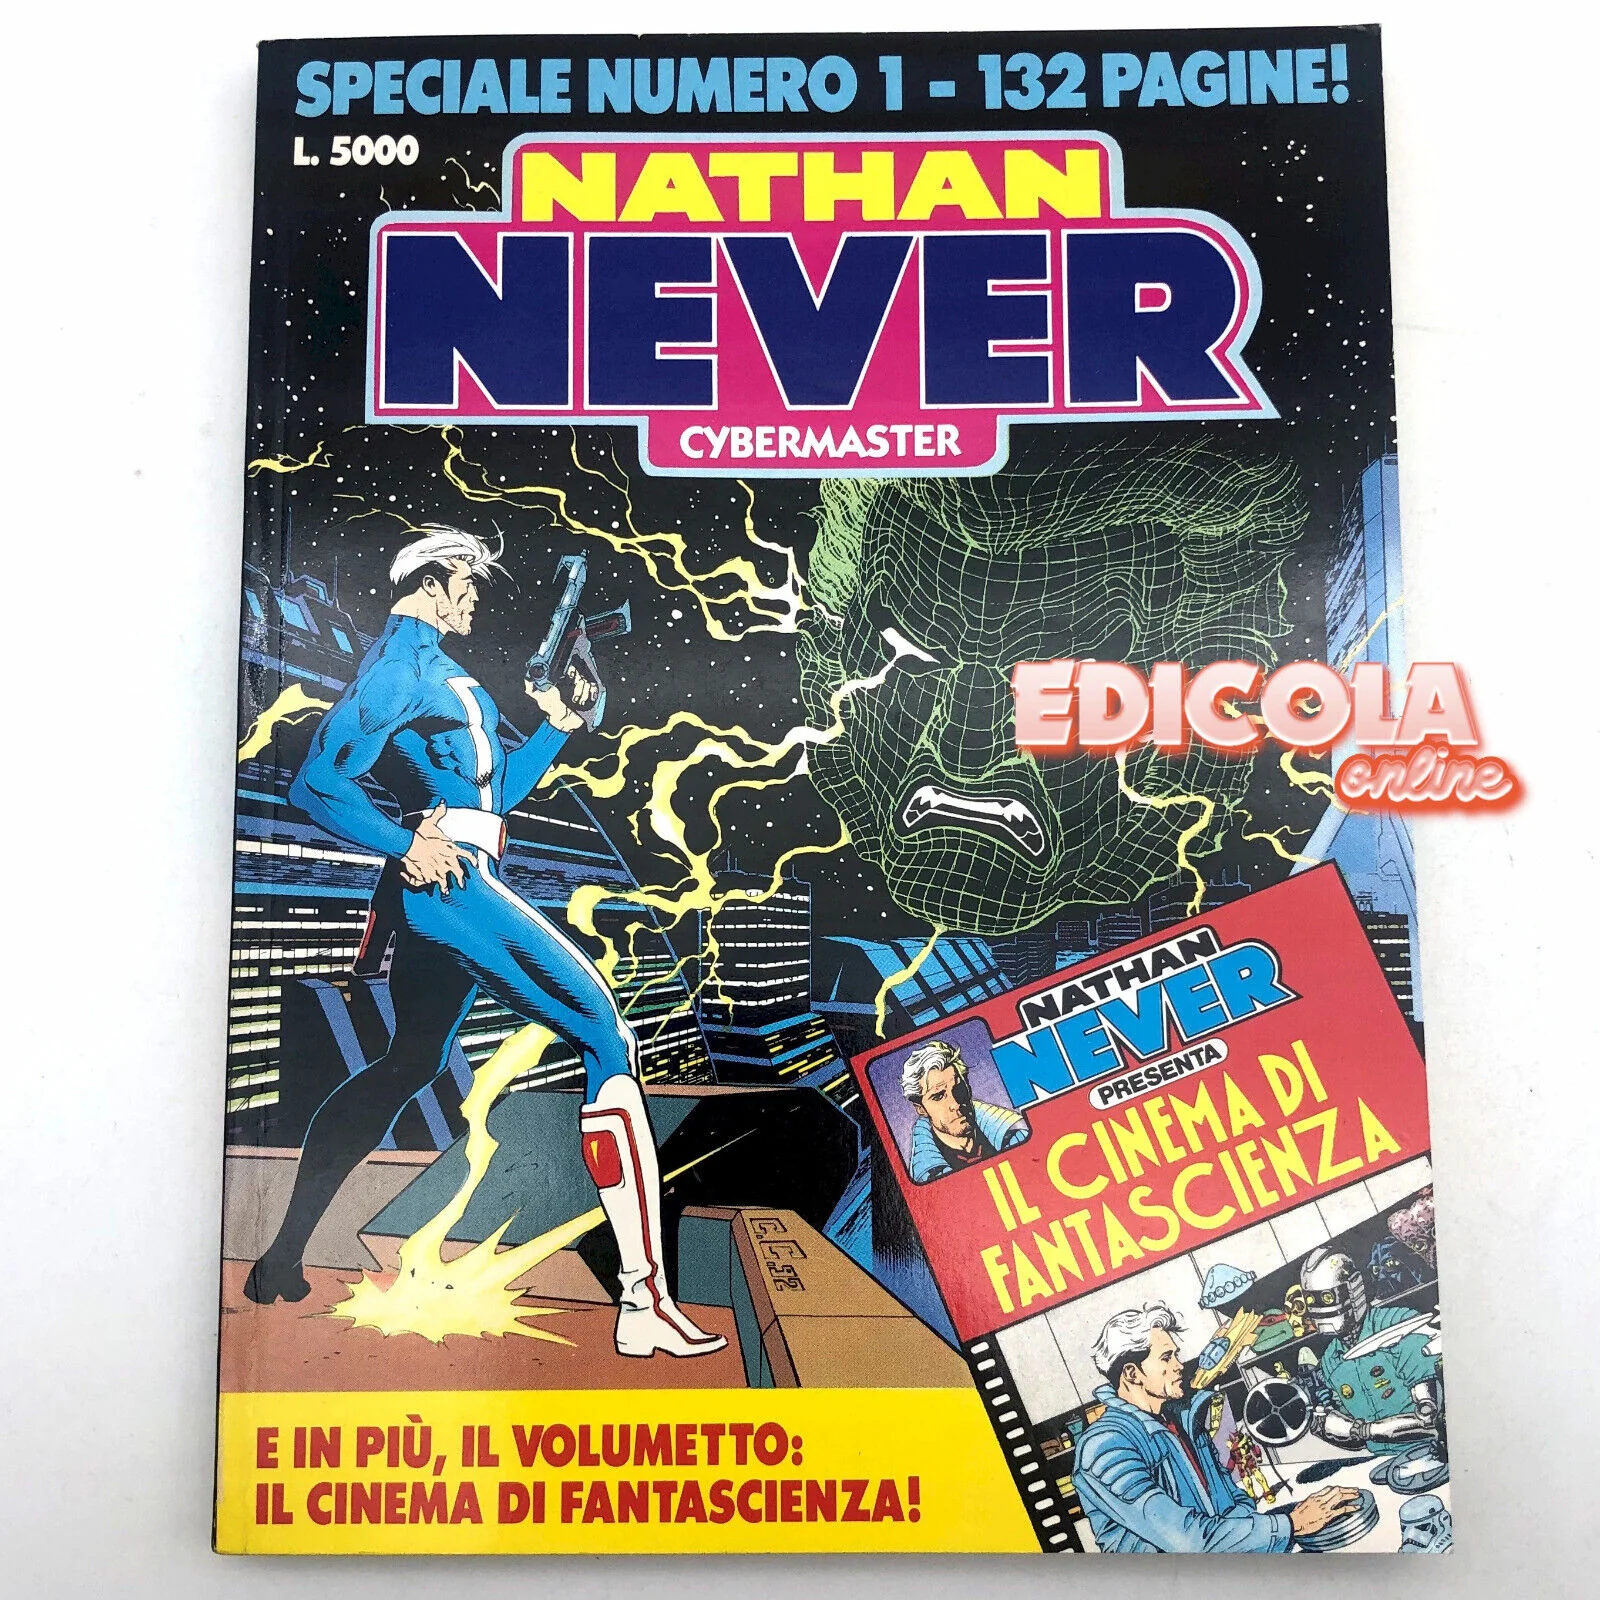 SPECIALE NUMERO 1 - 132 PAGINE!
L. 5000
NATHAN
NEVER
CYBERMASTER
EDICOLA
online
NATHAN
NEVER
PRESENTA
IL CINEMA DI
FANTASCIENZA
E IN PIÙ, IL VOLUMETTO:
IL CINEMA DI FANTASCIENZA!